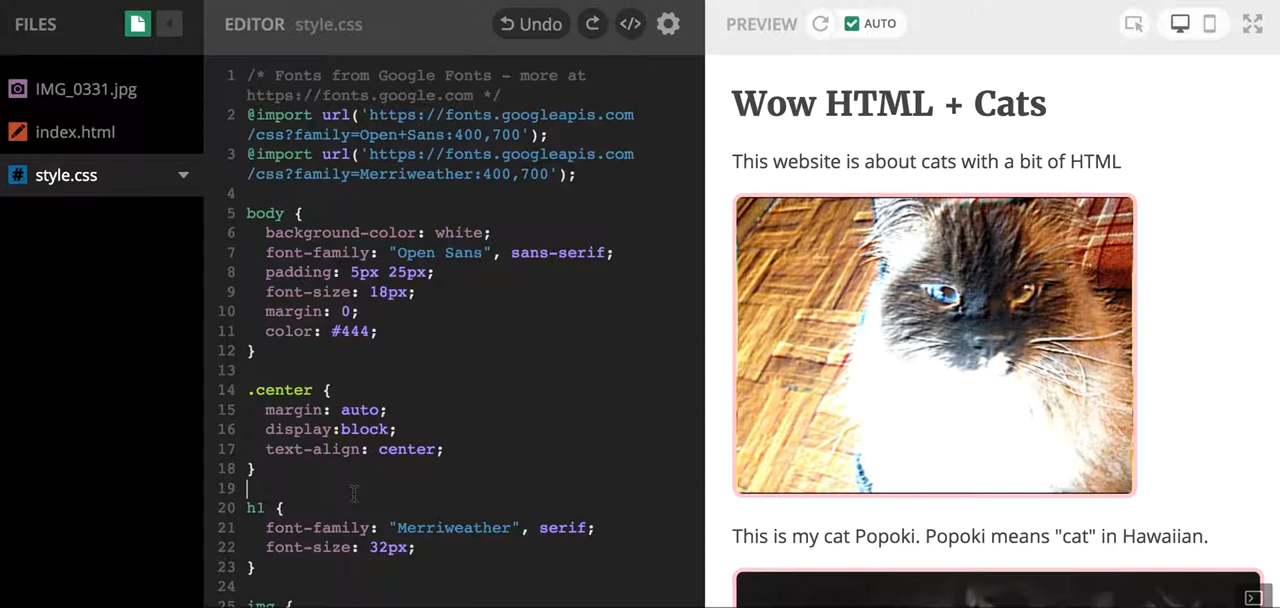 FILES
EDITOR style.css
Undo
</>
PREVIEW
AUTO
IMG_0331.jpg
index.html
# style.css
1 /* Fonts from Google Fonts - more at
https://fonts.google.com */
2 @import url('https://fonts.googleapis.com
/css?family=Open+Sans:400,700');
3 @import url('https://fonts.googleapis.com
/css?family=Merriweather:400,700');
4
5 body {
6 background-color: white;
7 font-family: "Open Sans", sans-serif;
8 padding: 5px 25px;
9 font-size: 18px;
10 margin: 0;
11 color: #444;
12 }
13
14 .center {
15 margin: auto;
16 display:block;
17 text-align: center;
18 }
19
20 h1 {
21 font-family: "Merriweather", serif;
22 font-size: 32px;
23 }
24
25 img {
Wow HTML + Cats
This website is about cats with a bit of HTML
This is my cat Popoki. Popoki means "cat" in Hawaiian.